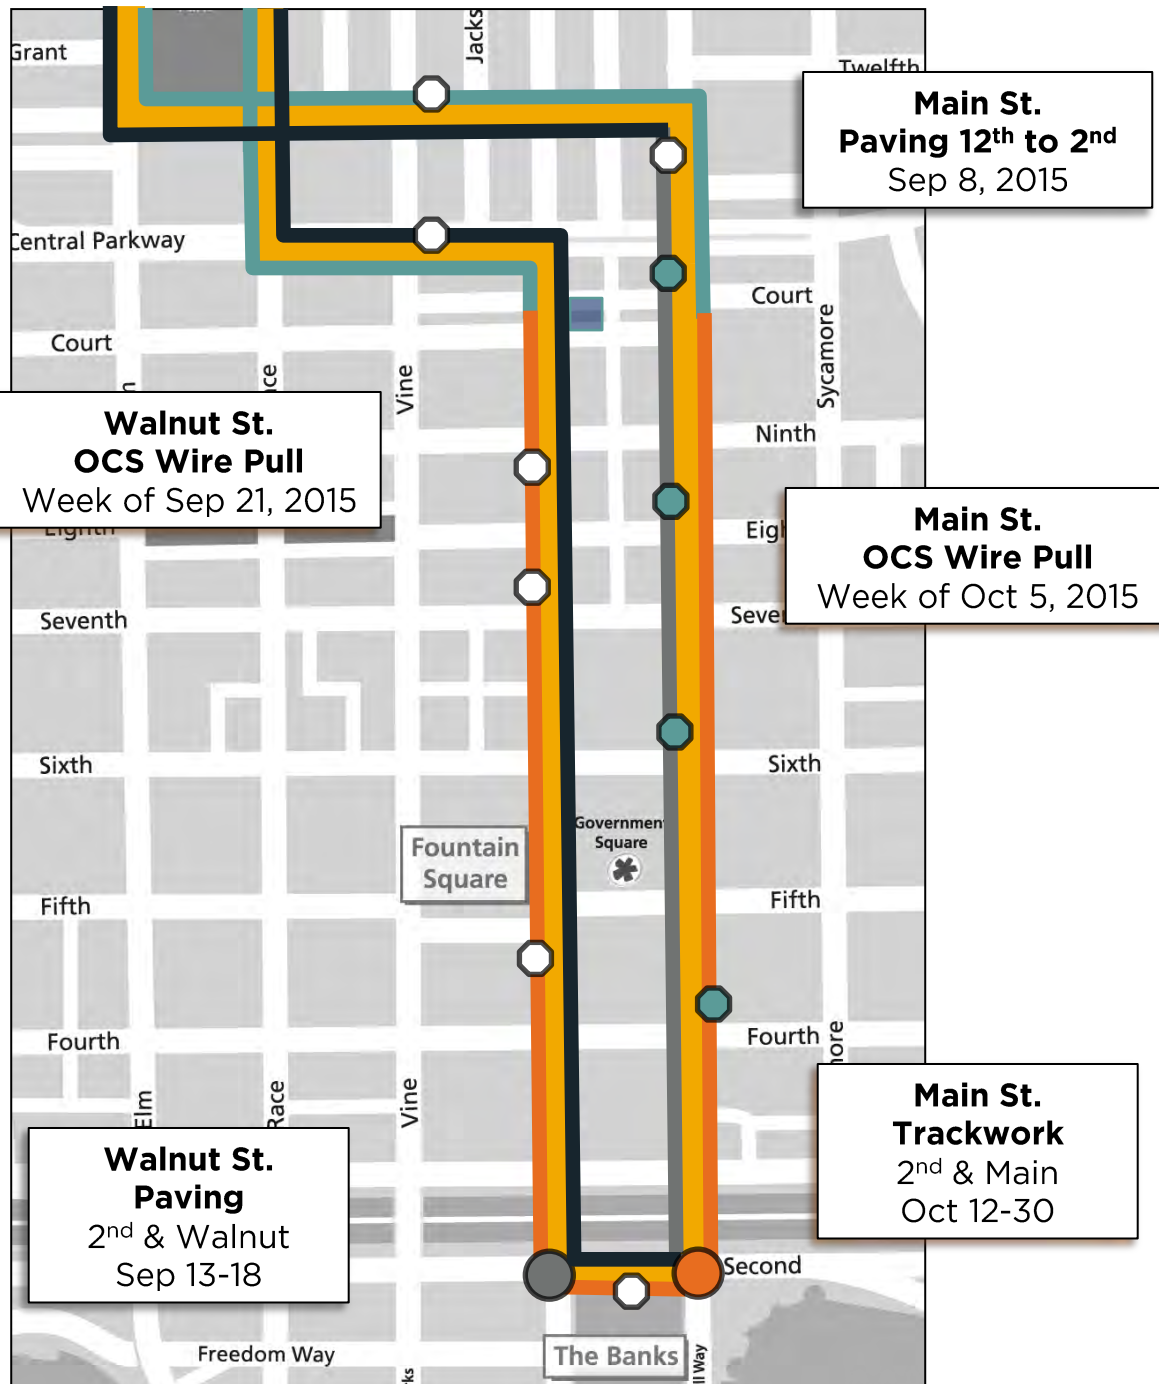 Grant
Jacks
Twelfth
Main St.
Paving 12th to 2nd
Sep 8, 2015
Central Parkway
Court
Court
Sycamore
Vine
Ninth
Walnut St.
OCS Wire Pull
Week of Sep 21, 2015
Eighth
Main St.
OCS Wire Pull
Week of Oct 5, 2015
Seventh
Sixth
Sixth
Government
Square
Fountain
Square
Fifth
Fifth
Fourth
Fourth
Elm
Race
Vine
Main St.
Trackwork
2nd & Main
Oct 12-30
Walnut St.
Paving
2nd & Walnut
Sep 13-18
Second
The Banks
Freedom Way
Way